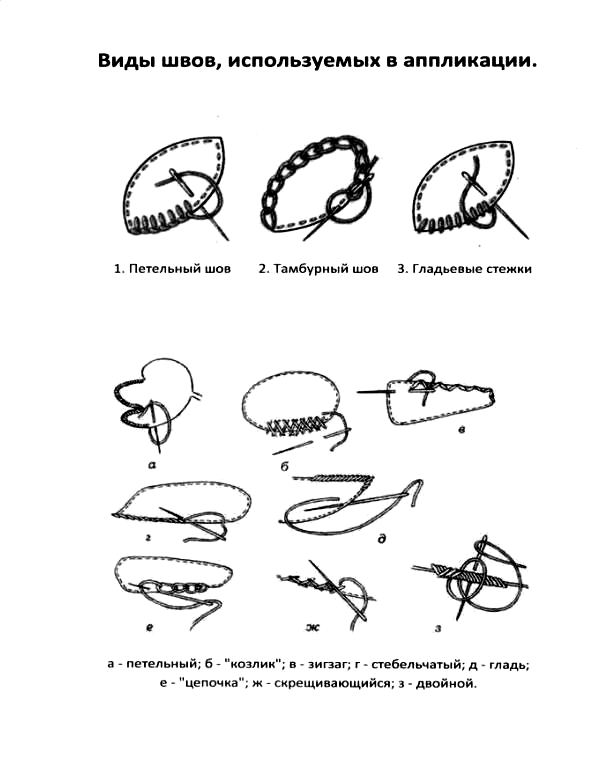 Виды швов, используемых в аппликации.
1. Петельный шов
2. Тамбурный шов
3. Гладьевые стежки
а
б
в
г
д
е
ж
з
а - петельный; б - "козлик"; в - зигзаг; г - стебельчатый; д - гладь;
е - "цепочка"; ж - скрещивающийся; з - двойной.